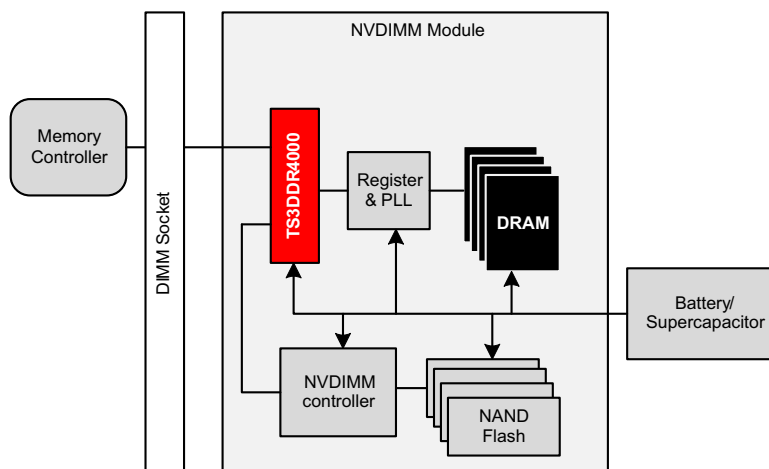 NVDIMM Module
Memory
Controller
DIMM Socket
TS3DDR4000
Register
& PLL
DRAM
Battery/
Supercapacitor
NVDIMM
controller
NAND
Flash